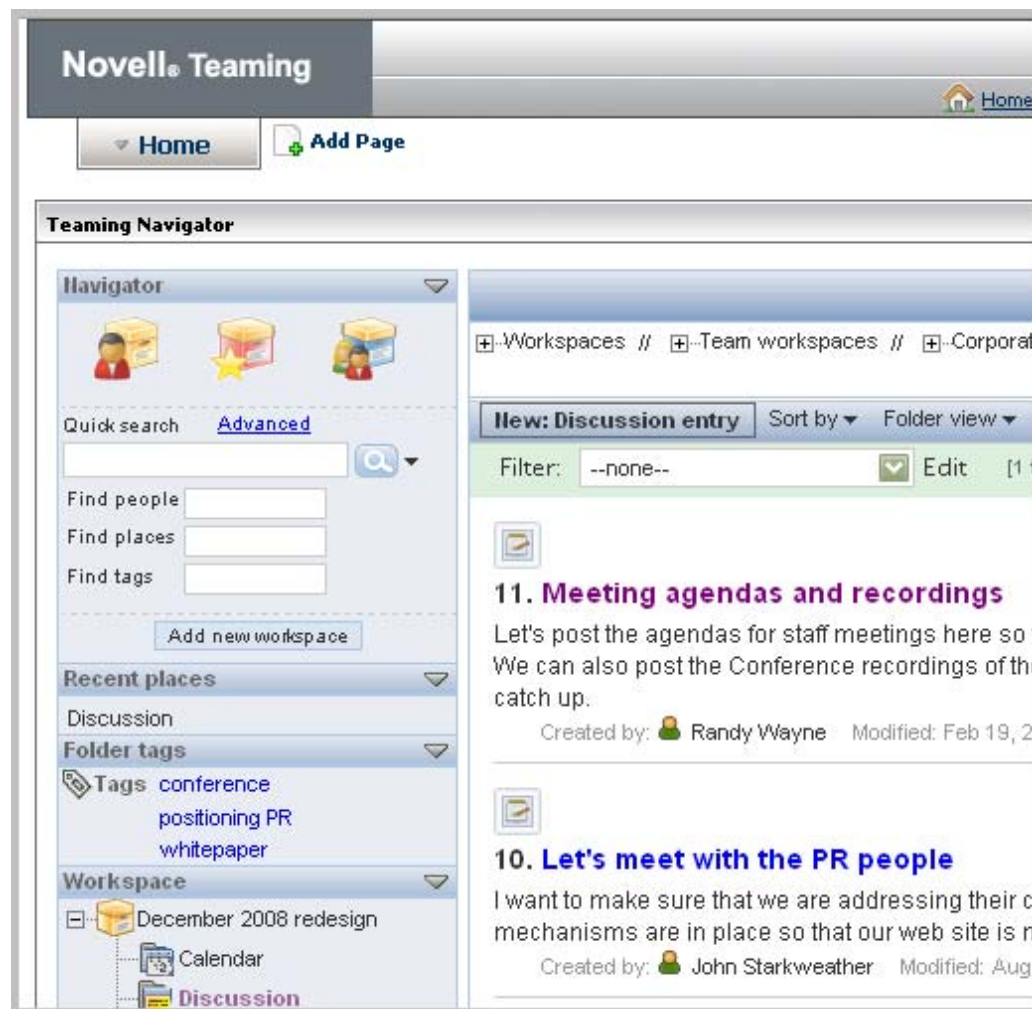 Novell® Teaming
Home
Home
Add Page
Teaming Navigator
Navigator
Quick search Advanced
Find people
Find places
Find tags
Add new workspace
Recent places
Discussion
Folder tags
Tags conference
positioning PR
whitepaper
Workspace
December 2008 redesign
Calendar
Discussion
Workspaces // Team workspaces //
New: Discussion entry Sort by Folder view
Filter: --none-- Edit [1
11. Meeting agendas and recordings
Let's post the agendas for staff meetings here so
We can also post the Conference recordings of
catch up.
Created by: Randy Wayne Modified: Feb 19,
10. Let's meet with the PR people
I want to make sure that we are addressing their
mechanisms are in place so that our web site is
Created by: John Starkweather Modified: Aug